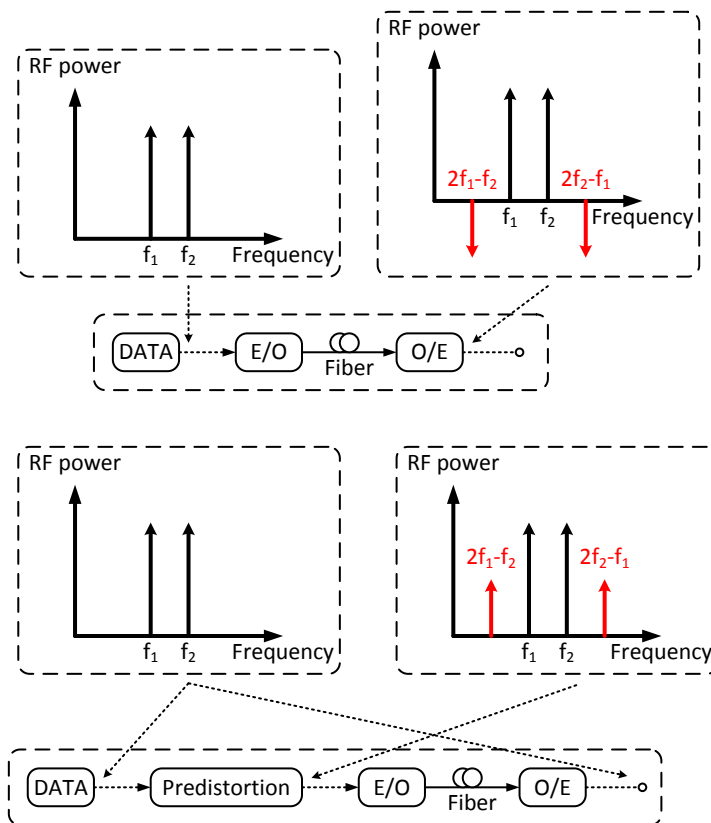 RF power
f₁ f₂ Frequency
RF power
2f₁-f₂ 2f₂-f₁
f₁ f₂ Frequency
DATA E/O Fiber O/E
RF power
f₁ f₂ Frequency
RF power
2f₁-f₂ 2f₂-f₁
f₁ f₂ Frequency
DATA Predistortion E/O Fiber O/E